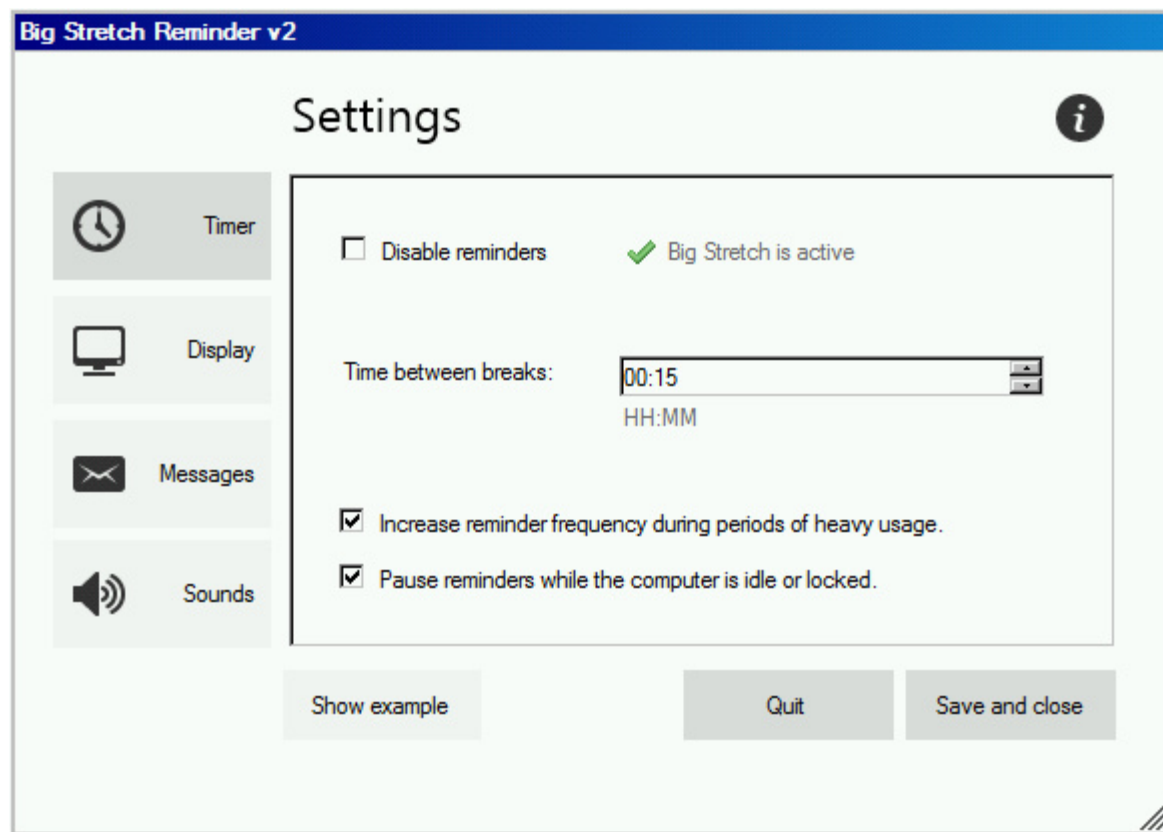 Big Stretch Reminder v2
Settings
i
Timer
Disable reminders
Big Stretch is active
Display
Time between breaks:
00:15
HH:MM
Messages
Increase reminder frequency during periods of heavy usage.
Pause reminders while the computer is idle or locked.
Sounds
Show example
Quit
Save and close